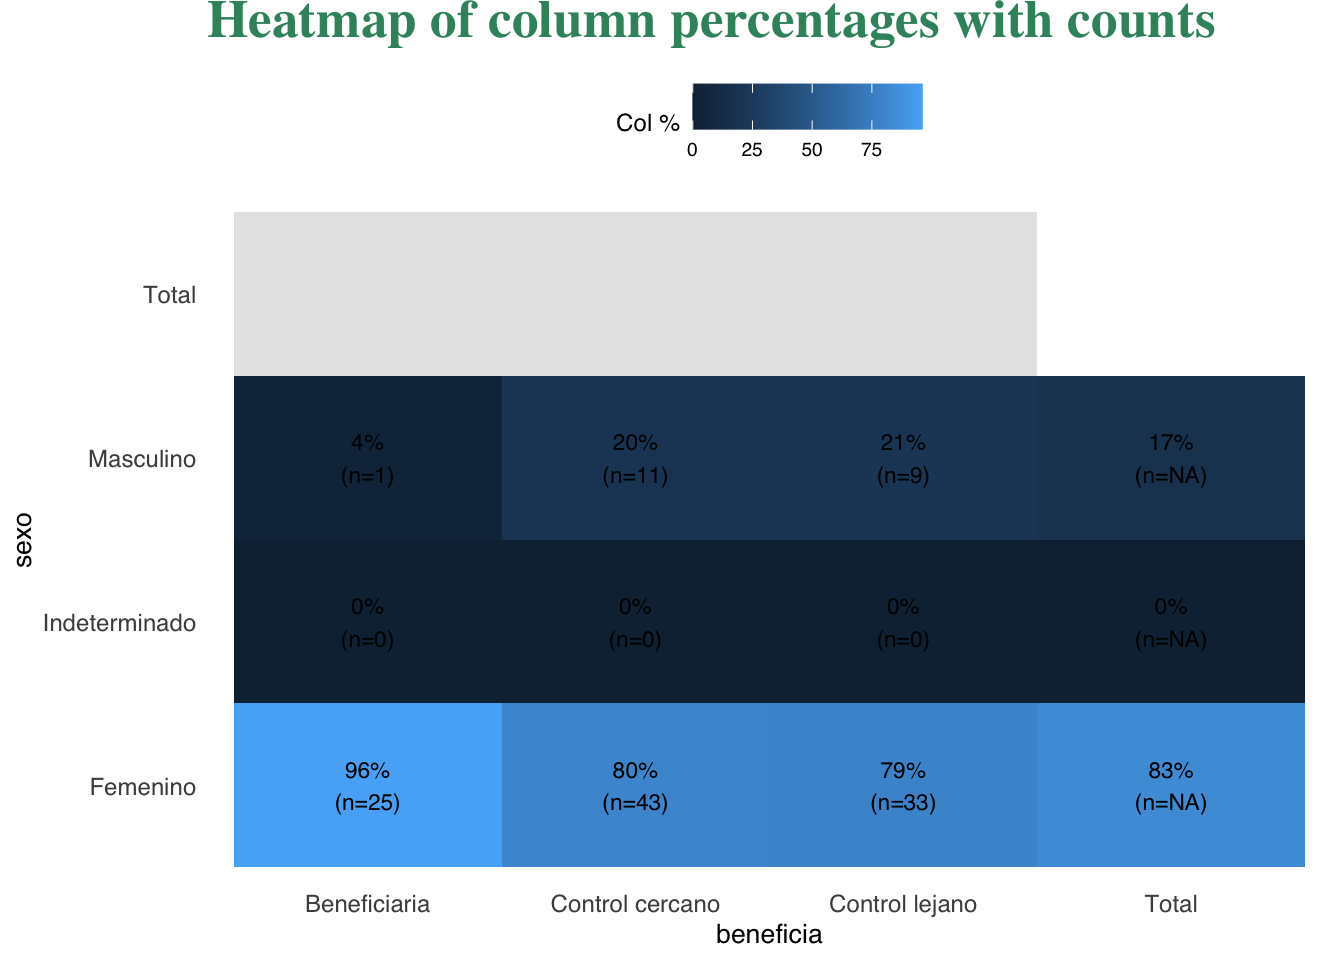 Heatmap of column percentages with counts
Col %
0 25 50 75
Total
Masculino
4% 20% 21% 17%
(n=1) (n=11) (n=9) (n=NA)
sexo
Indeterminado
0% 0% 0% 0%
(n=0) (n=0) (n=0) (n=NA)
Femenino
96% 80% 79% 83%
(n=25) (n=43) (n=33) (n=NA)
Beneficiaria Control cercano Control lejano Total
beneficia